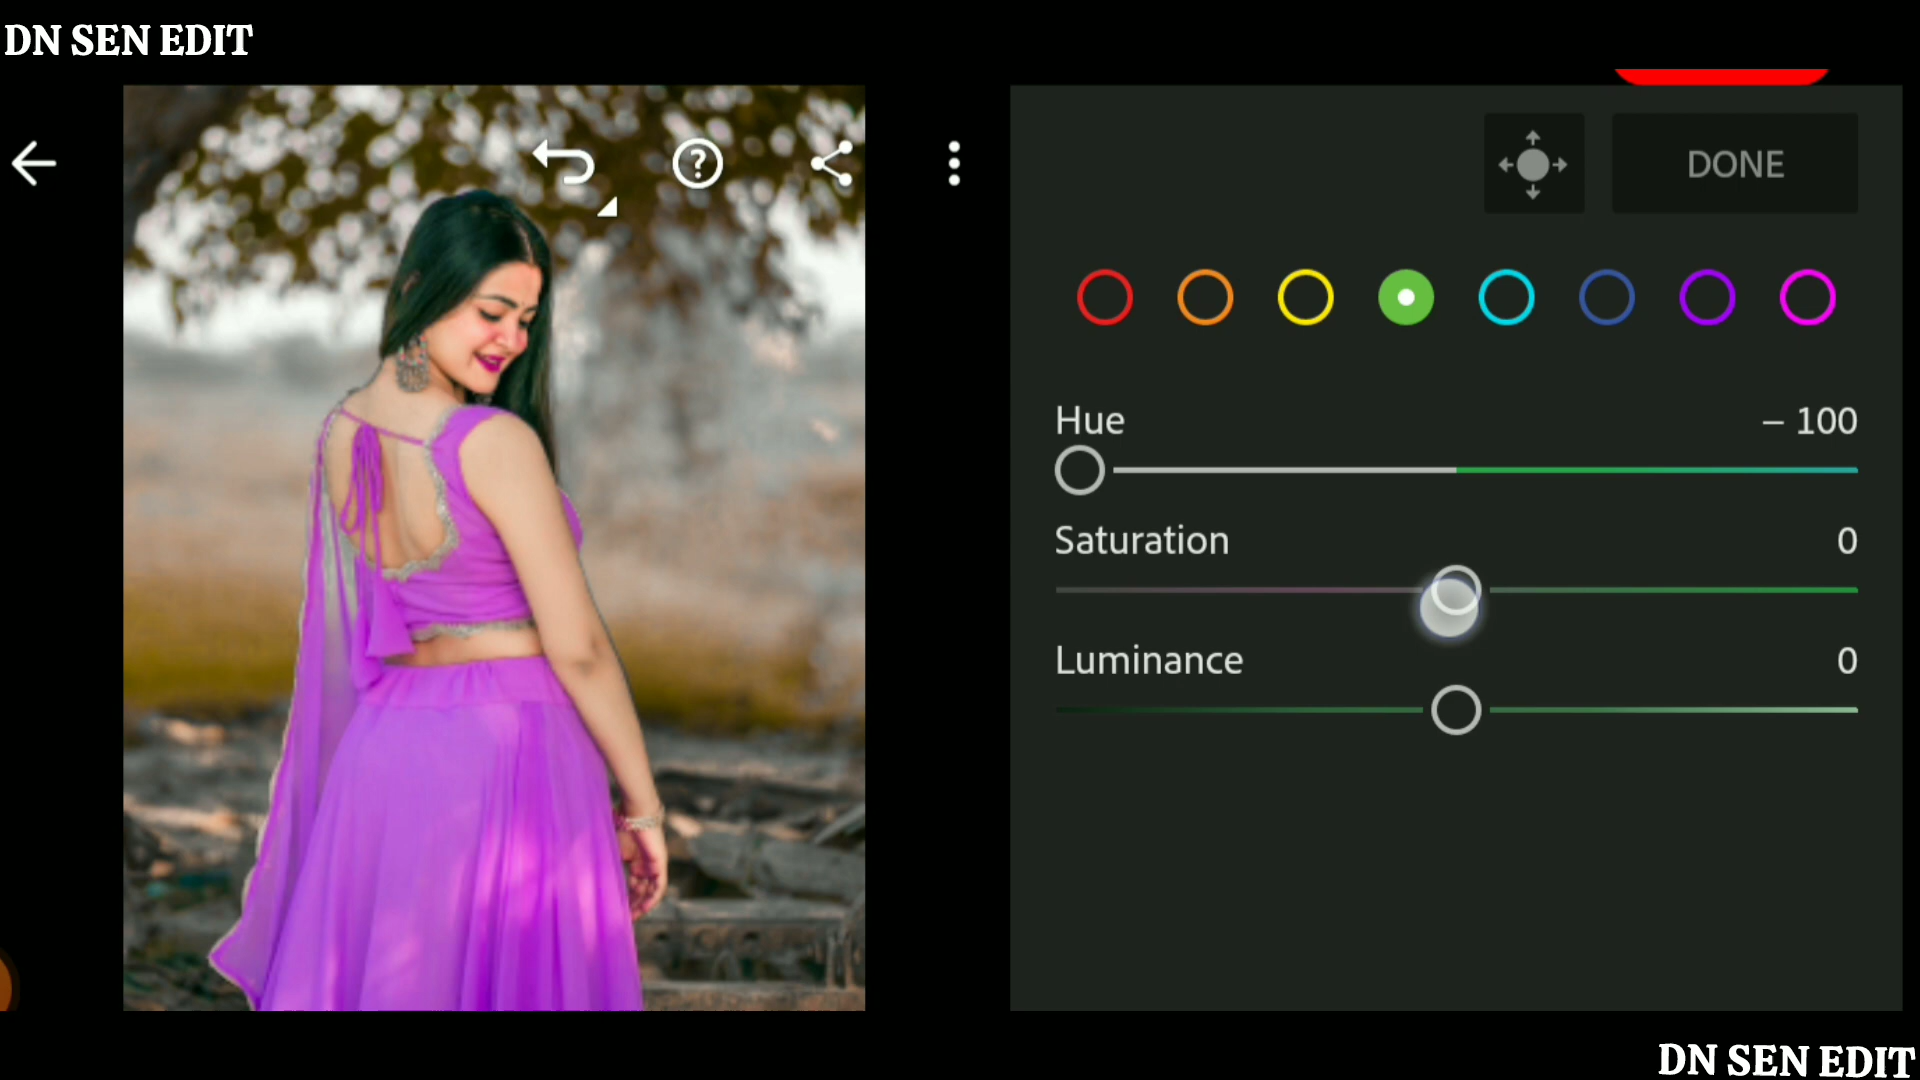 DN SEN EDIT
?
DONE
Hue – 100
Saturation 0
Luminance 0
DN SEN EDIT